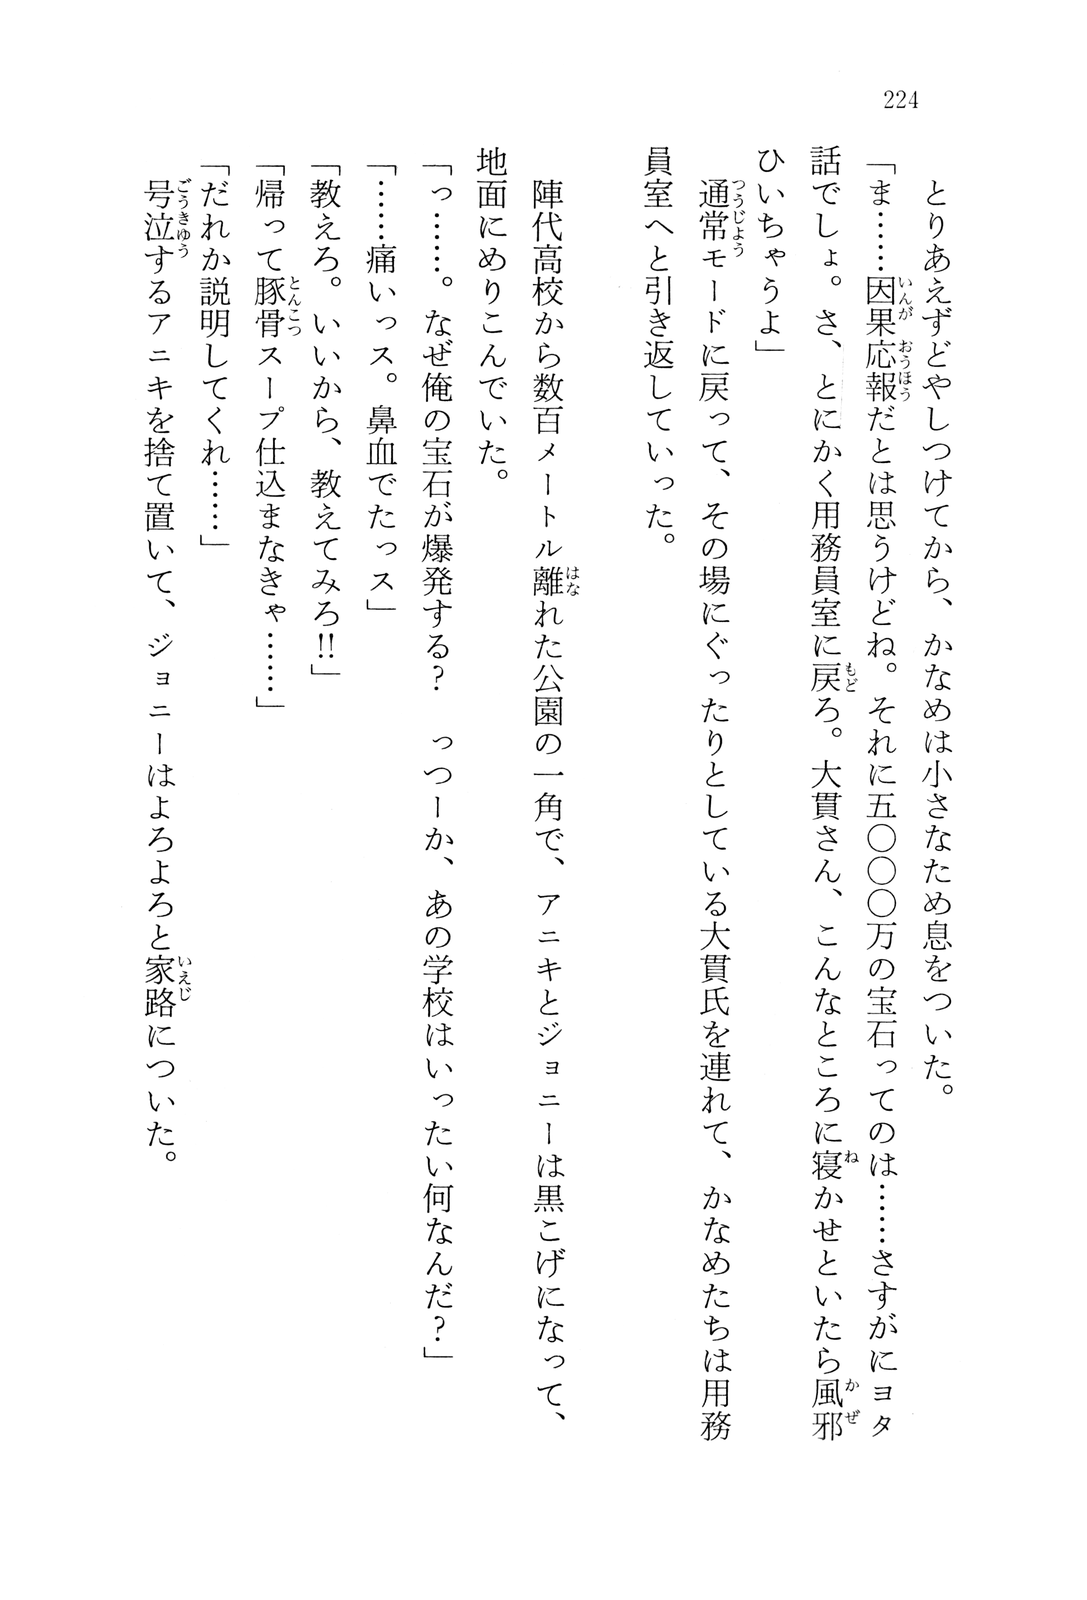 224
とりあえずどやしつけてから、かなめは小さなため息をついた。
「ま……因果応報だとは思うけどね。それに五〇〇〇万の宝石ってのは……さすがにヨタ
話でしょ。さ、とにかく用務員室に戻ろ。大貫さん、こんなところに寝かせといたら風邪
ひいちゃうよ」
通常モードに戻って、その場にぐったりとしている大貫氏を連れて、かなめたちは用務
員室へと引き返していった。
陣代高校から数百メートル離れた公園の一角で、アニキとジョニーは黒こげになって、
地面にめりこんでいた。
「っ……。なぜ俺の宝石が爆発する？　っつーか、あの学校はいったい何なんだ？」
「……痛いっス。鼻血でたっス」
「教えろ。いいから、教えてみろ!!」
「帰って豚骨スープ仕込まなきゃ……」
「だれか説明してくれ……」
号泣するアニキを捨て置いて、ジョニーはよろよろと家路についた。